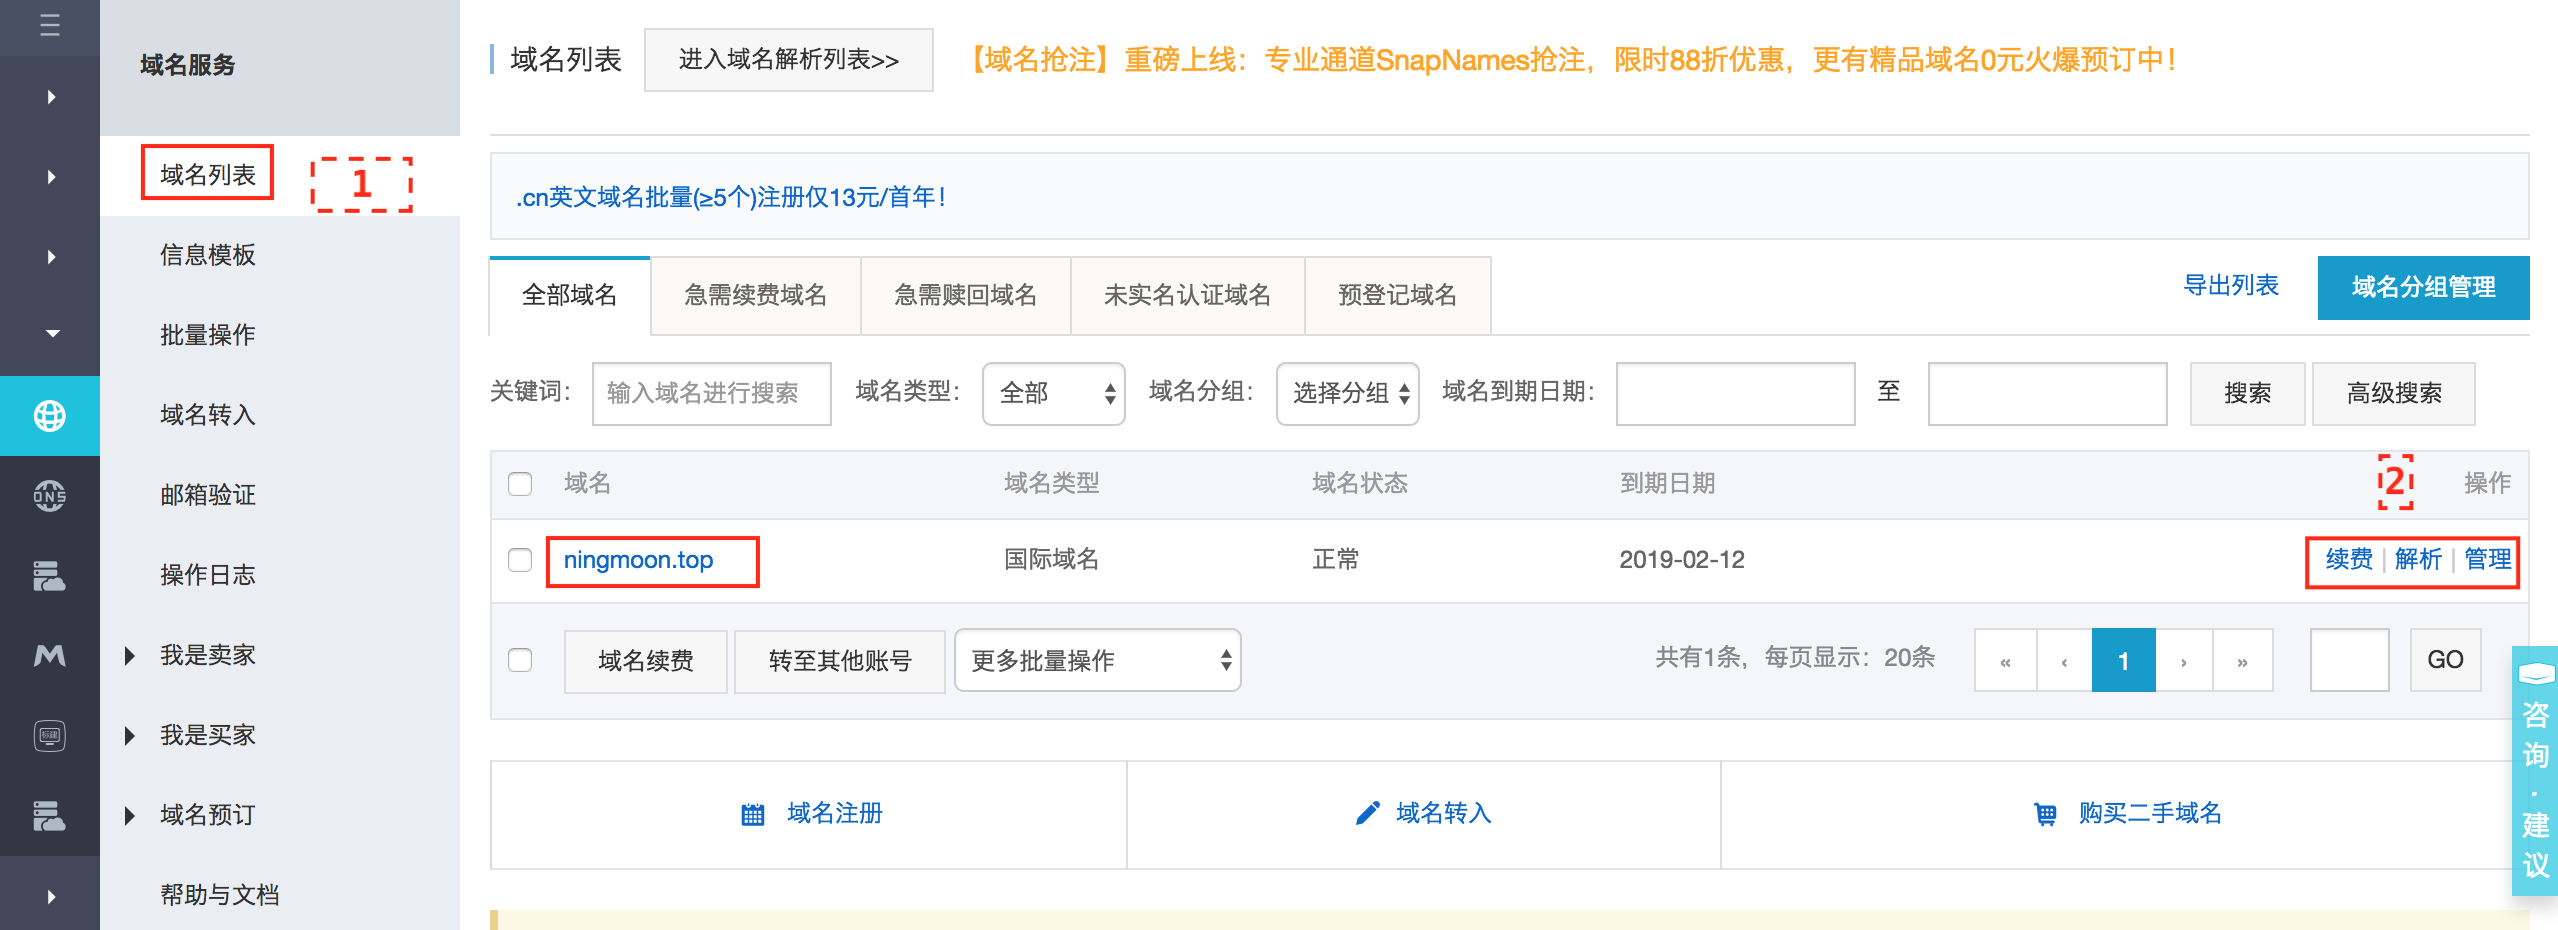 域名服务
域名列表
1
信息模板
批量操作
域名转入
邮箱验证
操作日志
我是卖家
我是买家
域名预订
帮助与文档
DNS
域名列表
进入域名解析列表>>
【域名抢注】重磅上线：专业通道SnapNames抢注，限时88折优惠，更有精品域名0元火爆预订中！
.cn英文域名批量(≥5个)注册仅13元/首年！
全部域名 急需续费域名 急需赎回域名 未实名认证域名 预登记域名 导出列表 域名分组管理
关键词： 输入域名进行搜索 域名类型： 全部 域名分组： 选择分组 域名到期日期： 至 搜索 高级搜索
域名 域名类型 域名状态 到期日期 2 操作
ningmoon.top 国际域名 正常 2019-02-12 续费 | 解析 | 管理
域名续费 转至其他账号 更多批量操作 共有1条，每页显示：20条 « ‹ 1 › » GO
域名注册 域名转入 购买二手域名
咨询·建议